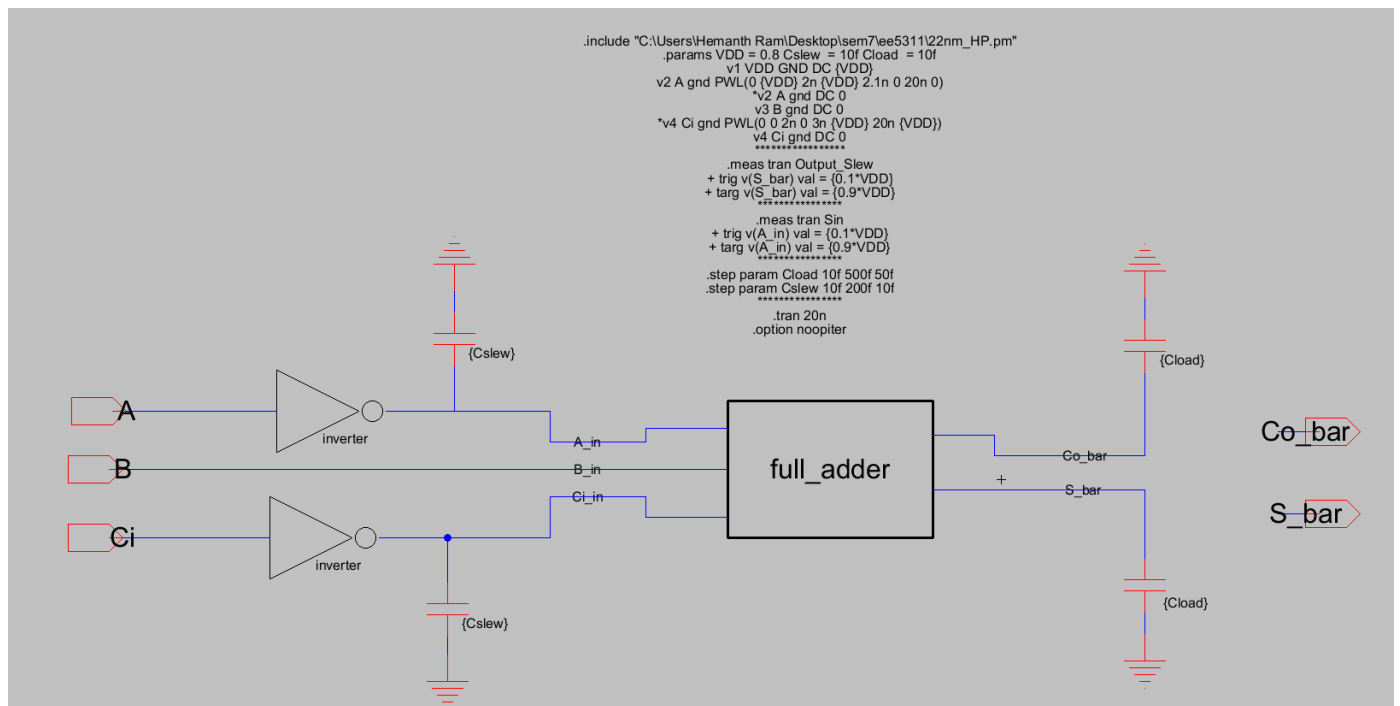 .include "C:\Users\Hemanth Ram\Desktop\sem7\ee5311\22nm_HP.pm"
.params VDD = 0.8 Cslew = 10f Cload = 10f
v1 VDD GND DC {VDD}
v2 A gnd PWL(0 {VDD} 2n {VDD} 2.1n 0 20n 0)
*v2 A gnd DC 0
v3 B gnd DC 0
*v4 Ci gnd PWL(0 0 2n 0 3n {VDD} 20n {VDD})
v4 Ci gnd DC 0
*****************
.meas tran Output_Slew
+ trig v(S_bar) val = {0.1*VDD}
+ targ v(S_bar) val = {0.9*VDD}
****************
.meas tran Sin
+ trig v(A_in) val = {0.1*VDD}
+ targ v(A_in) val = {0.9*VDD}
****************
.step param Cload 10f 500f 50f
.step param Cslew 10f 200f 10f
****************
.tran 20n
.option noopiter
{Cslew}
{Cload}
A
inverter
A_in
B
B_in
Ci
Ci_in
inverter
{Cslew}
full_adder
Co_bar
S_bar
{Cload}
Co_bar
S_bar